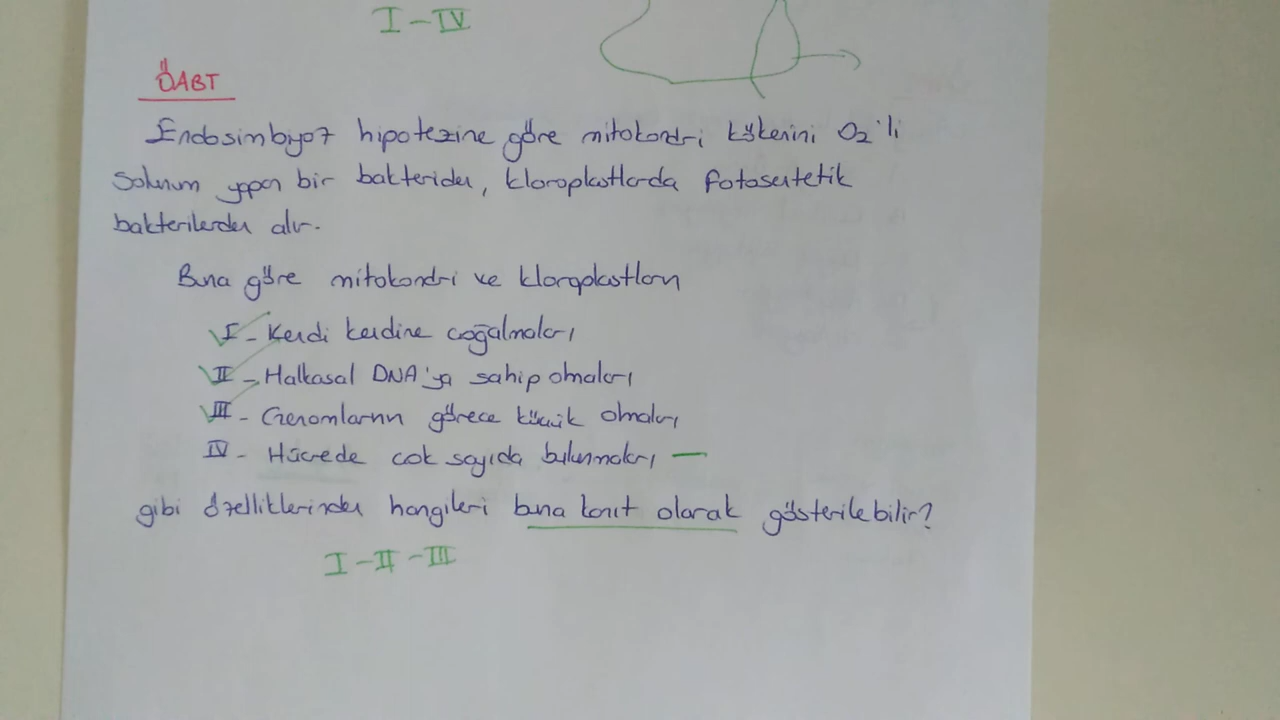 I-IV
ÖABT
Endosimbiyoz hipotezine göre mitokondri kökenini O2'li
solunum yapan bir bakteriden, kloroplastlarda fotosentetik
bakterilerden alır.
Buna göre mitokondri ve kloroplastların
I- Kendi kendine çoğalmaları
II- Halkasal DNA'ya sahip olmaları
III- Genomlarının görece küçük olmaları
IV- Hücrede çok sayıda bulunmaları —
gibi özelliklerinden hangileri buna kanıt olarak gösterilebilir?
I-II-III